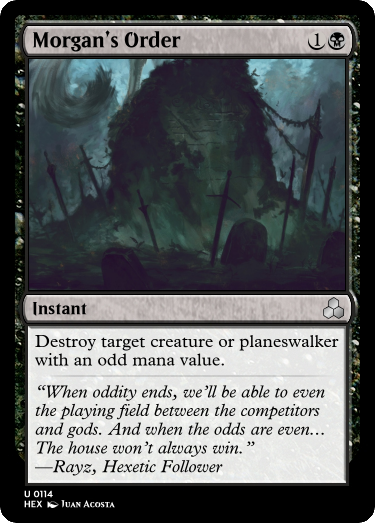 Morgan's Order 1
Instant
Destroy target creature or planeswalker
with an odd mana value.
“When oddity ends, we’ll be able to even
the playing field between the competitors
and gods. And when the odds are even…
The house won’t always win.”
—Rayz, Hexetic Follower
U 0114
HEX Juan Acosta